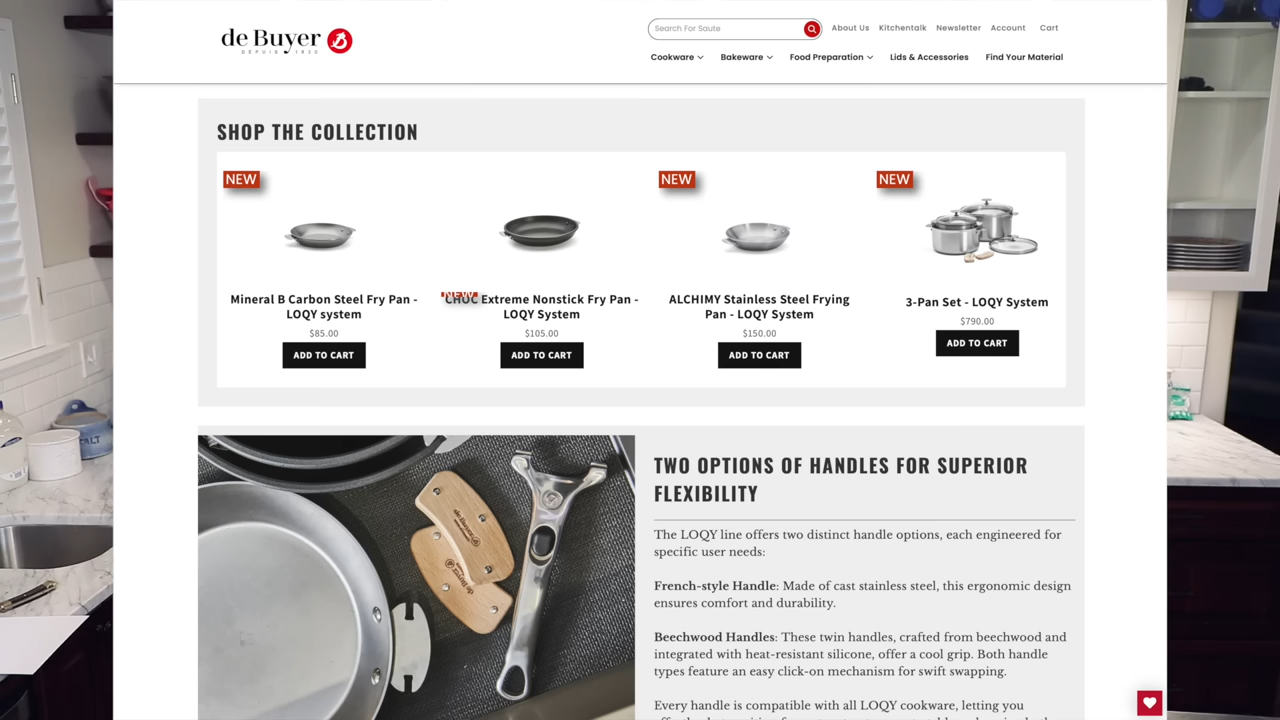 de Buyer
DEPUIS 1830
Search For Saute
About Us
Kitchentalk
Newsletter
Account
Cart
Cookware
Bakeware
Food Preparation
Lids & Accessories
Find Your Material
SHOP THE COLLECTION
NEW
NEW
NEW
NEW
Mineral B Carbon Steel Fry Pan -
LOQY system
$85.00
ADD TO CART
CHOC Extreme Nonstick Fry Pan -
LOQY System
$105.00
ADD TO CART
ALCHIMY Stainless Steel Frying
Pan - LOQY System
$150.00
ADD TO CART
3-Pan Set - LOQY System
$790.00
ADD TO CART
de Buyer
de Buyer
TWO OPTIONS OF HANDLES FOR SUPERIOR
FLEXIBILITY
The LOQY line offers two distinct handle options, each engineered for
specific user needs:
French-style Handle: Made of cast stainless steel, this ergonomic design
ensures comfort and durability.
Beechwood Handles: These twin handles, crafted from beechwood and
integrated with heat-resistant silicone, offer a cool grip. Both handle
types feature an easy click-on mechanism for swift swapping.
Every handle is compatible with all LOQY cookware, letting you